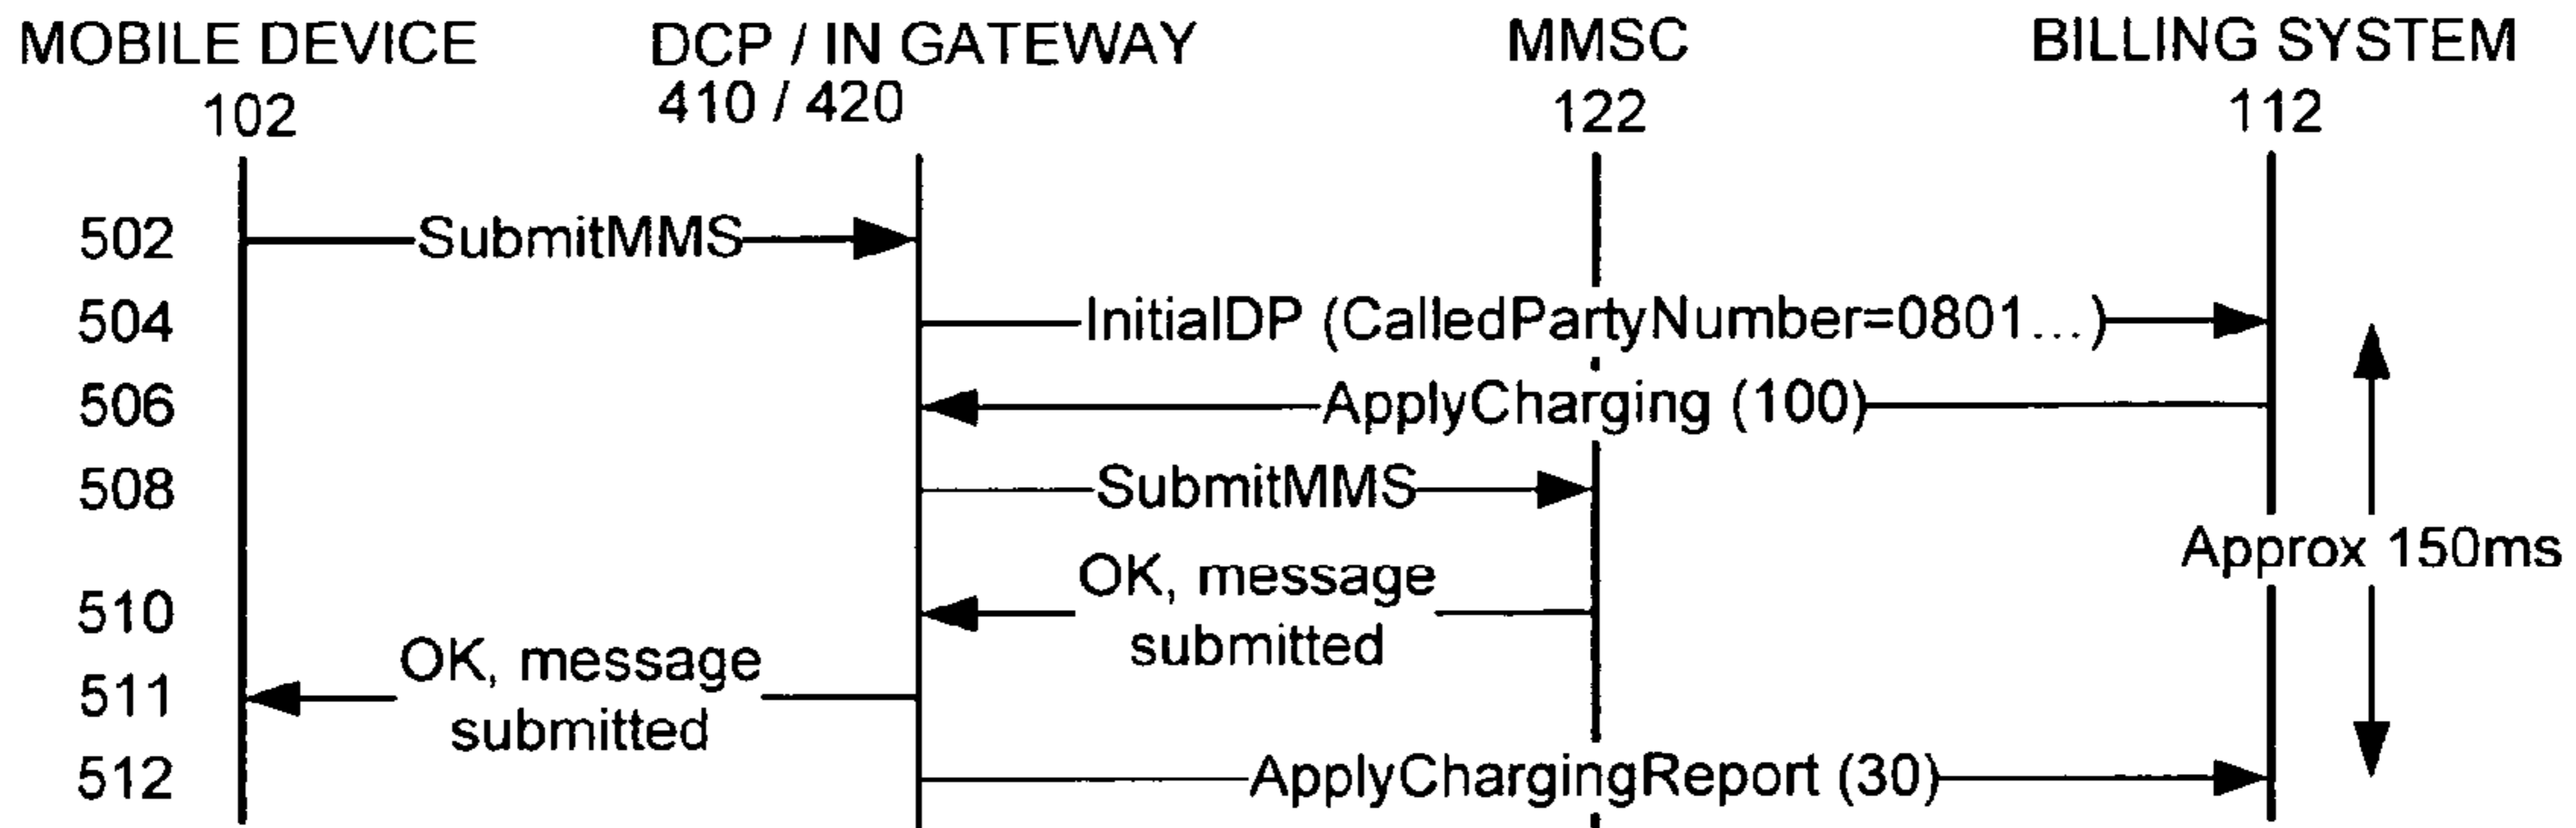 MOBILE DEVICE
102
DCP / IN GATEWAY
410 / 420
MMSC
122
BILLING SYSTEM
112
502
SubmitMMS
504
InitialDP (CalledPartyNumber=0801...)
506
ApplyCharging (100)
508
SubmitMMS
Approx 150ms
510
OK, message
submitted
511
OK, message
submitted
512
ApplyChargingReport (30)